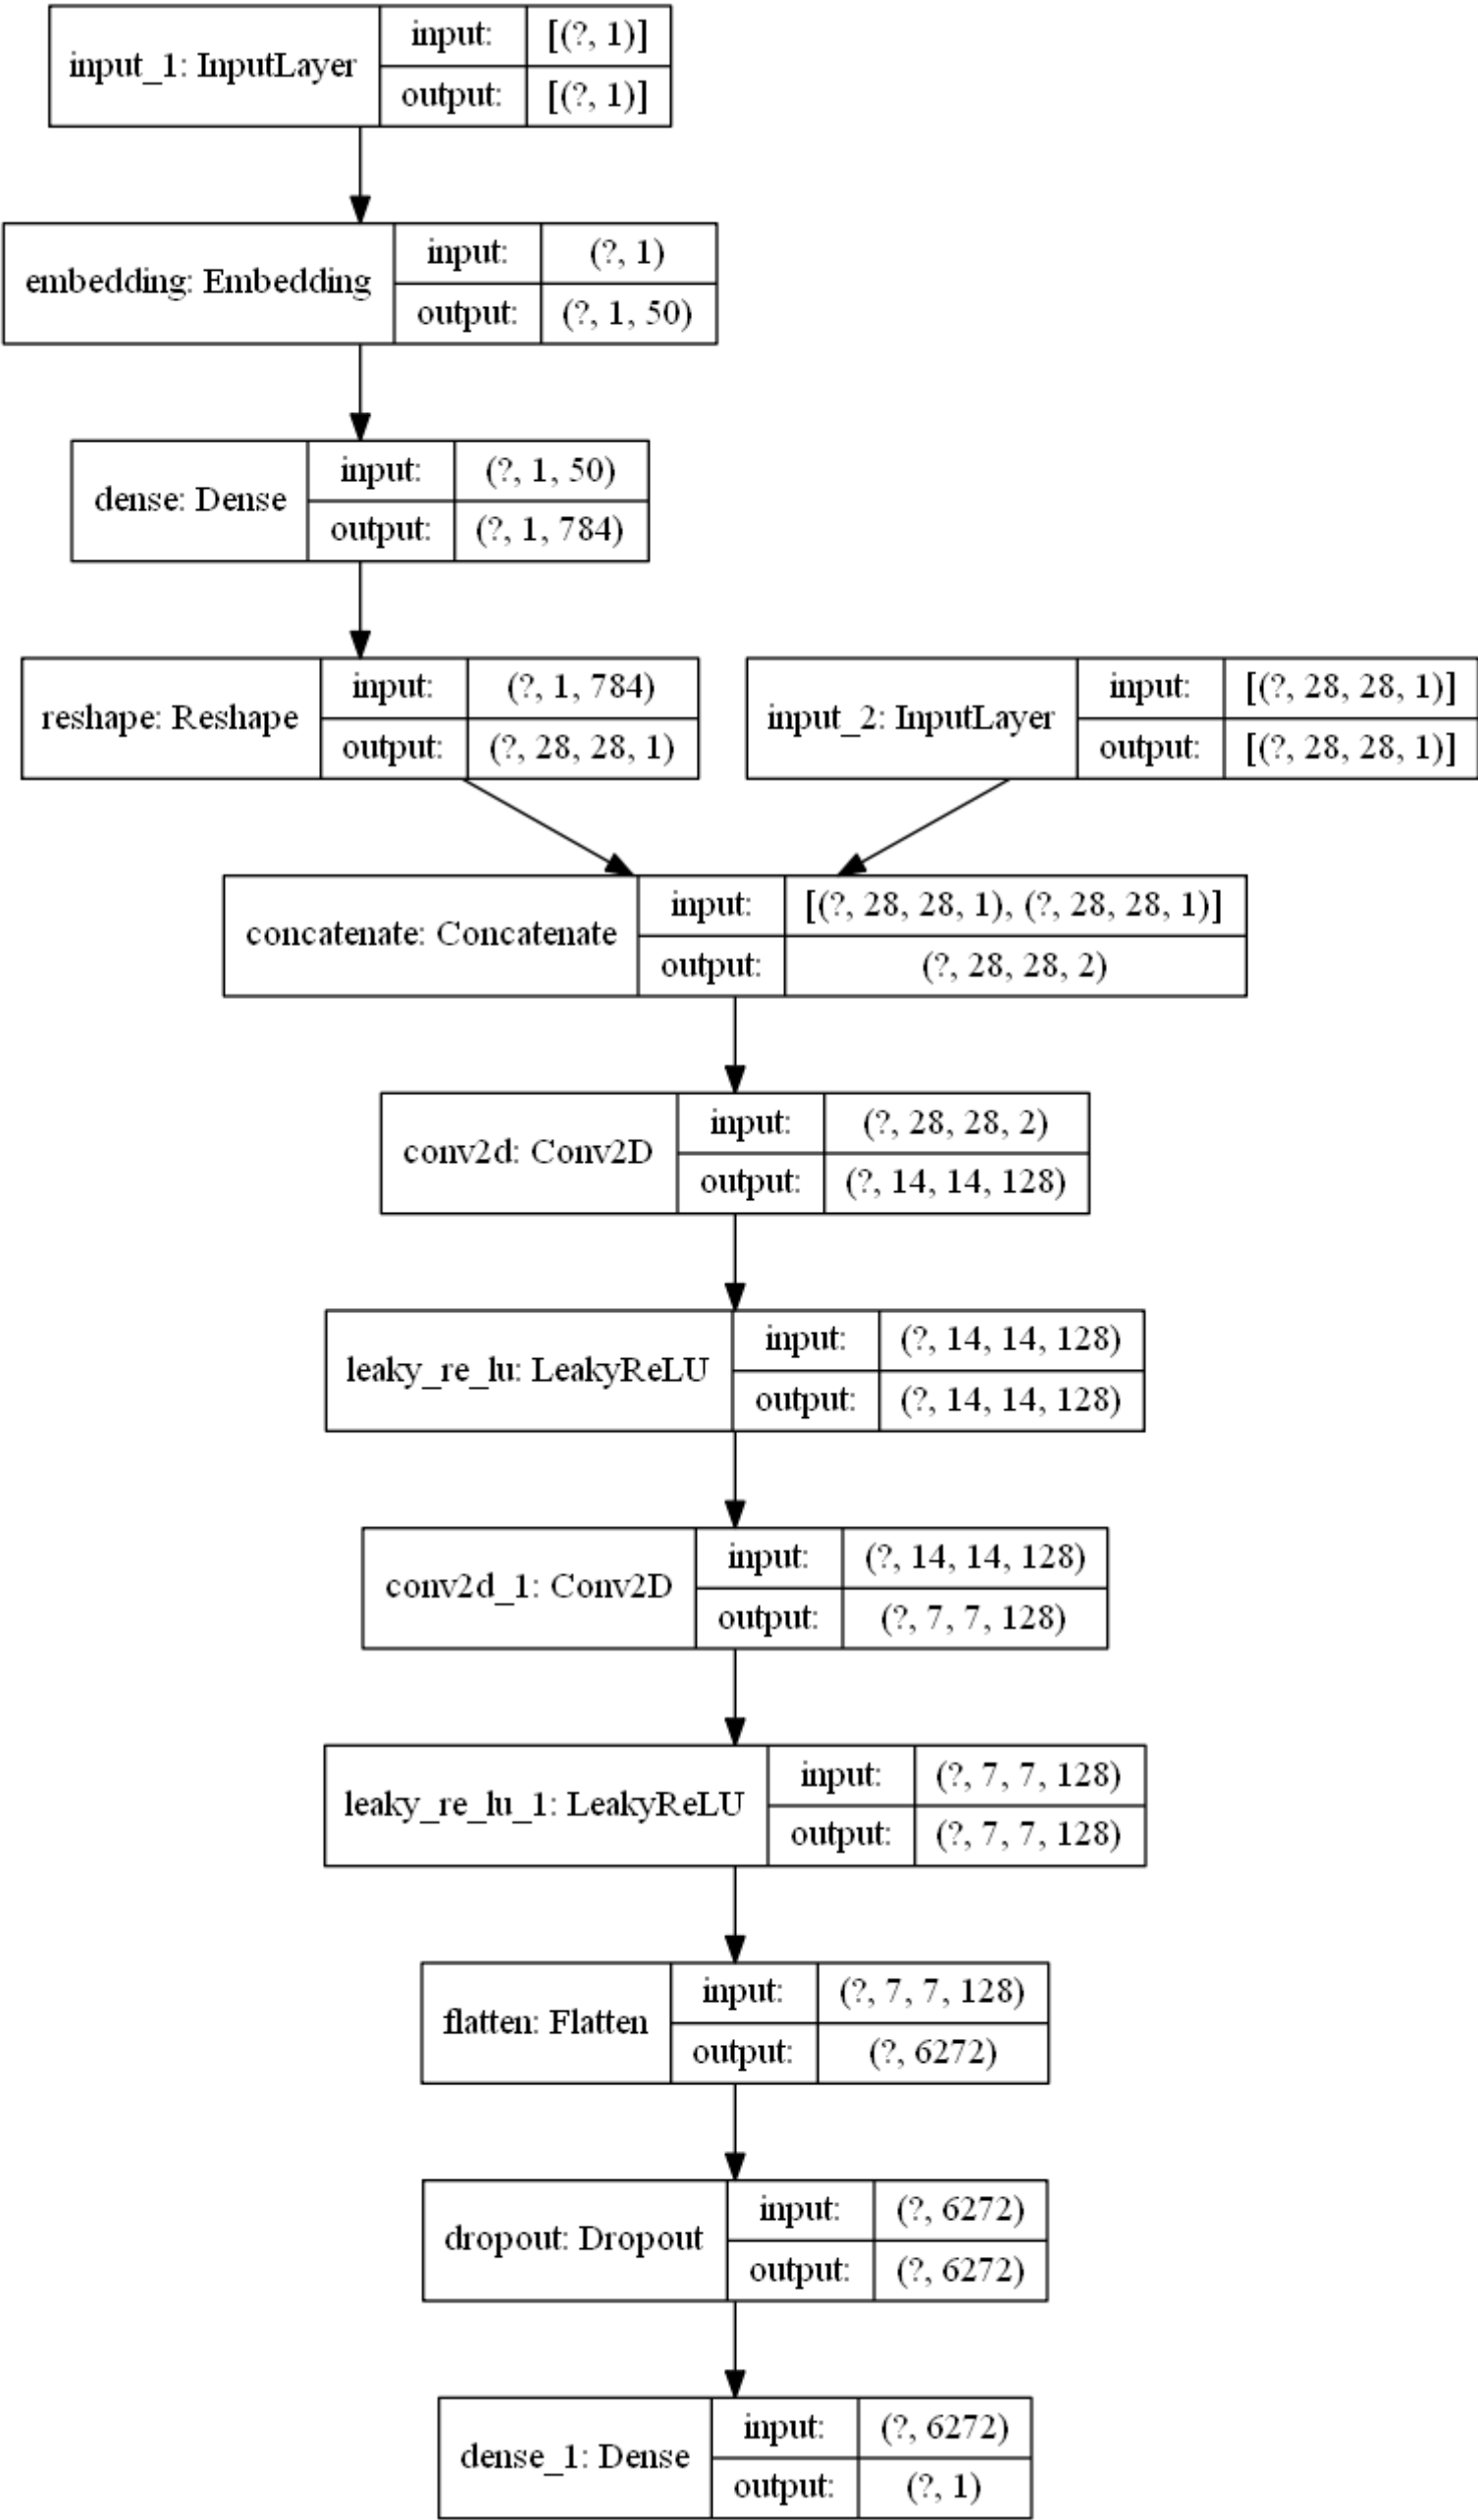 input_1: InputLayer
input: [(?, 1)]
output: [(?, 1)]
embedding: Embedding
input: (?, 1)
output: (?, 1, 50)
dense: Dense
input: (?, 1, 50)
output: (?, 1, 784)
reshape: Reshape
input: (?, 1, 784)
output: (?, 28, 28, 1)
input_2: InputLayer
input: [(?, 28, 28, 1)]
output: [(?, 28, 28, 1)]
concatenate: Concatenate
input: [(?, 28, 28, 1), (?, 28, 28, 1)]
output: (?, 28, 28, 2)
conv2d: Conv2D
input: (?, 28, 28, 2)
output: (?, 14, 14, 128)
leaky_re_lu: LeakyReLU
input: (?, 14, 14, 128)
output: (?, 14, 14, 128)
conv2d_1: Conv2D
input: (?, 14, 14, 128)
output: (?, 7, 7, 128)
leaky_re_lu_1: LeakyReLU
input: (?, 7, 7, 128)
output: (?, 7, 7, 128)
flatten: Flatten
input: (?, 7, 7, 128)
output: (?, 6272)
dropout: Dropout
input: (?, 6272)
output: (?, 6272)
dense_1: Dense
input: (?, 6272)
output: (?, 1)